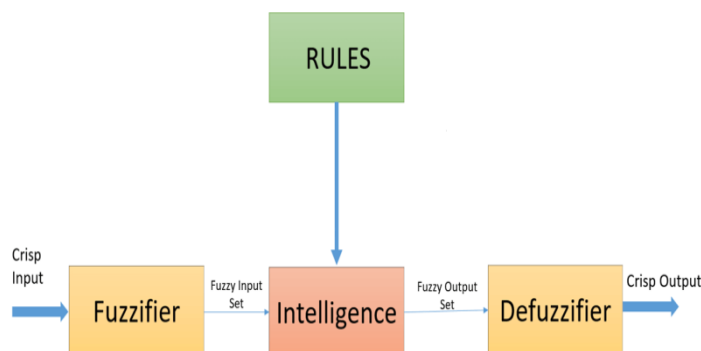 RULES
Crisp
Input
Fuzzifier
Fuzzy Input
Set
Intelligence
Fuzzy Output
Set
Defuzzifier
Crisp Output